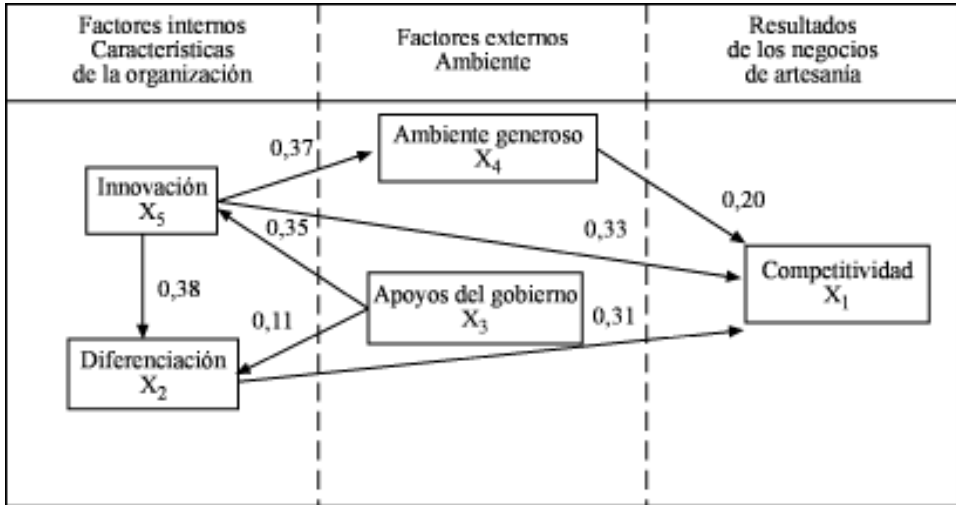 Factores internos
Características
de la organización
Factores externos
Ambiente
Resultados
de los negocios
de artesanía
Ambiente generoso
X4
0,37
Innovación
X5
0,20
0,35
0,33
Competitividad
X1
Apoyos del gobierno
X3
0,38
0,11
0,31
Diferenciación
X2